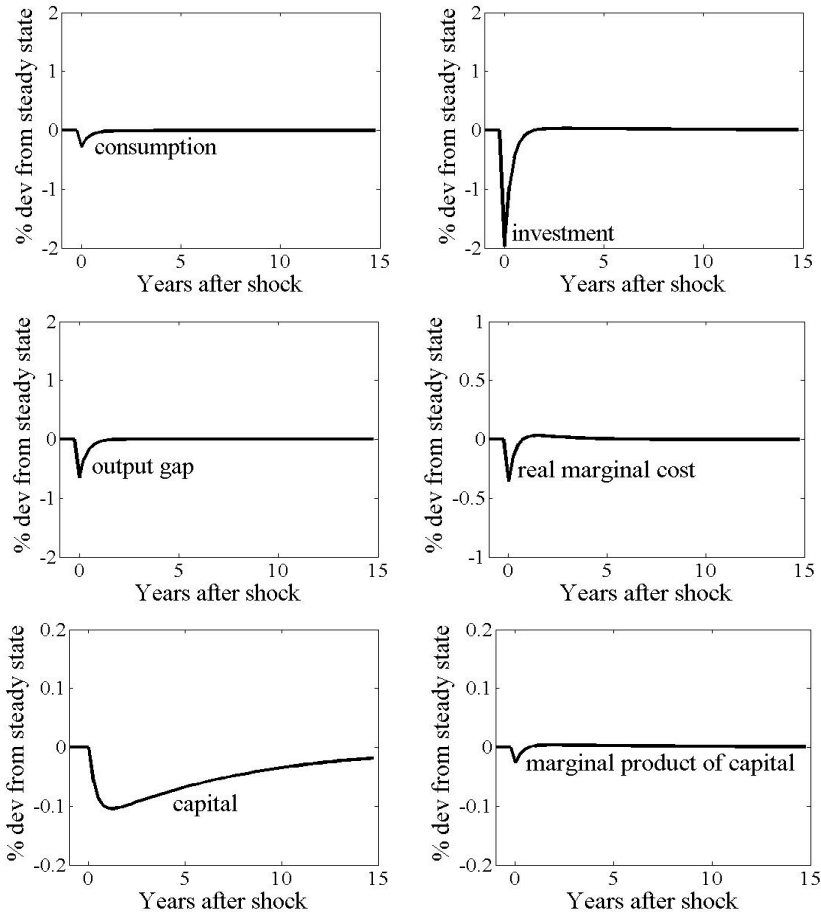 % dev from steady state
2
1
0
-1
-2
consumption
0 5 10 15
Years after shock
% dev from steady state
2
1
0
-1
-2
investment
0 5 10 15
Years after shock
% dev from steady state
2
1
0
-1
-2
output gap
0 5 10 15
Years after shock
% dev from steady state
1
0.5
0
-0.5
-1
real marginal cost
0 5 10 15
Years after shock
% dev from steady state
0.2
0.1
0
-0.1
-0.2
capital
0 5 10 15
Years after shock
% dev from steady state
0.2
0.1
0
-0.1
-0.2
marginal product of capital
0 5 10 15
Years after shock